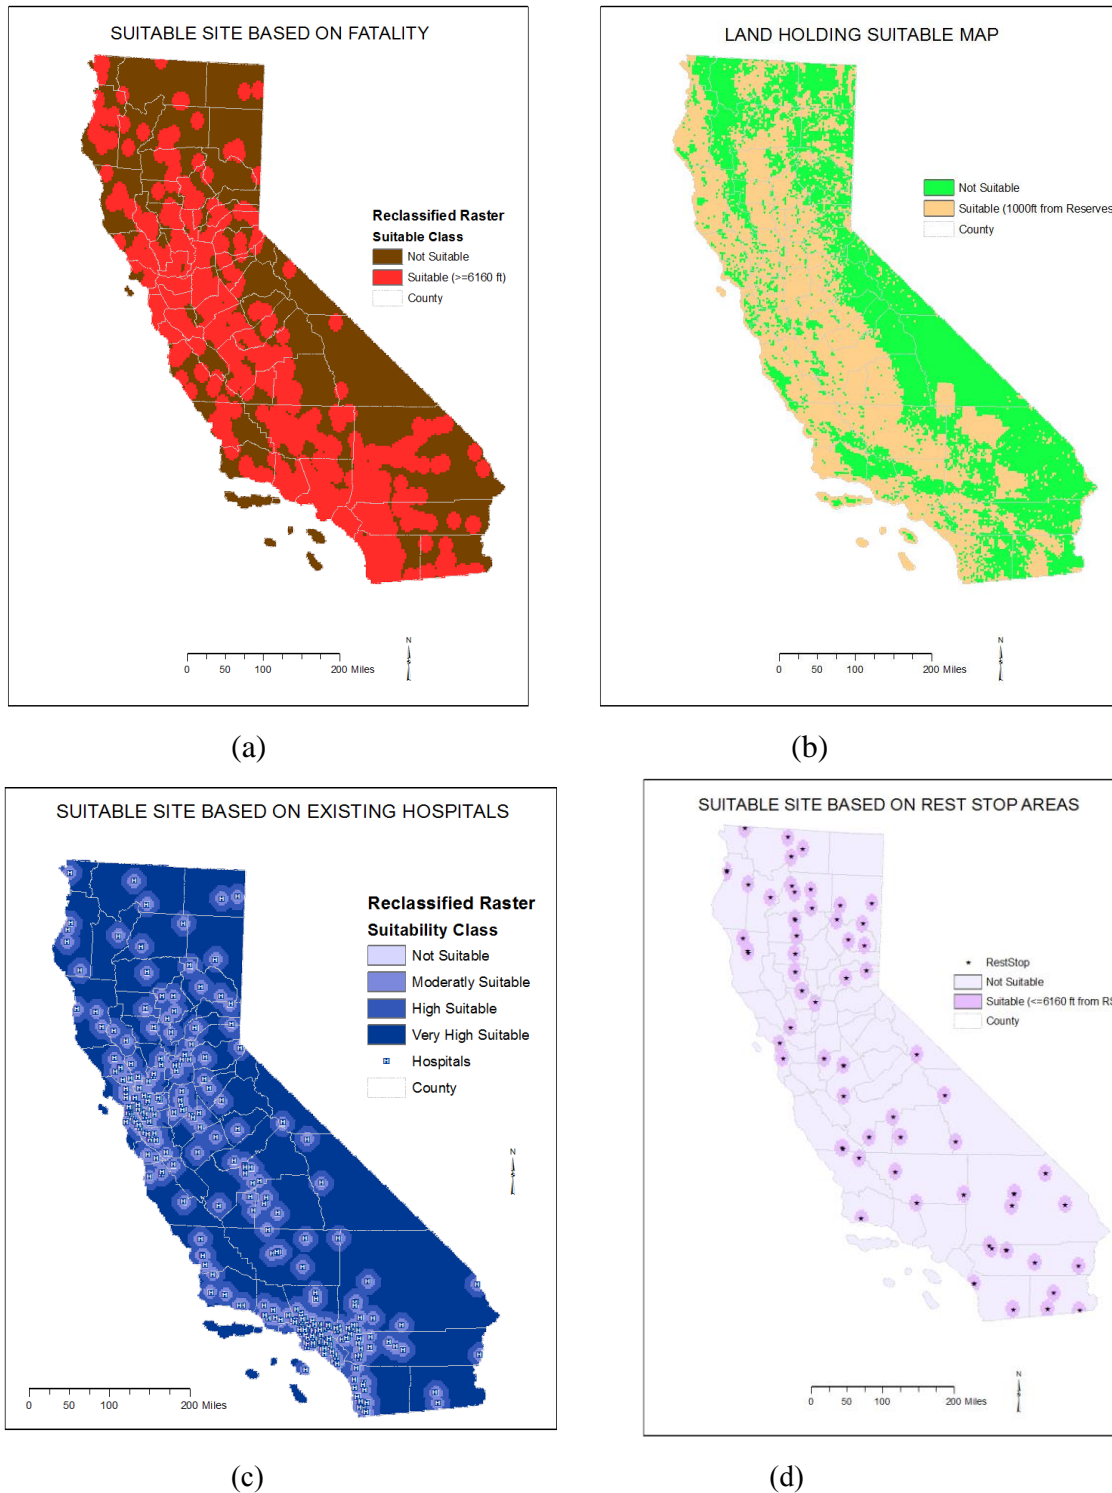 SUITABLE SITE BASED ON FATALITY
Reclassified Raster
Suitable Class
Not Suitable
Suitable (>=6160 ft)
County
N
S
0 50 100 200 Miles
(a)
LAND HOLDING SUITABLE MAP
Not Suitable
Suitable (1000ft from Reserves
County
N
S
0 50 100 200 Miles
(b)
SUITABLE SITE BASED ON EXISTING HOSPITALS
Reclassified Raster
Suitability Class
Not Suitable
Moderatly Suitable
High Suitable
Very High Suitable
H Hospitals
County
N
0 50 100 200 Miles
(c)
SUITABLE SITE BASED ON REST STOP AREAS
RestStop
Not Suitable
Suitable (<=6160 ft from RS
County
N
0 50 100 200 Miles
(d)